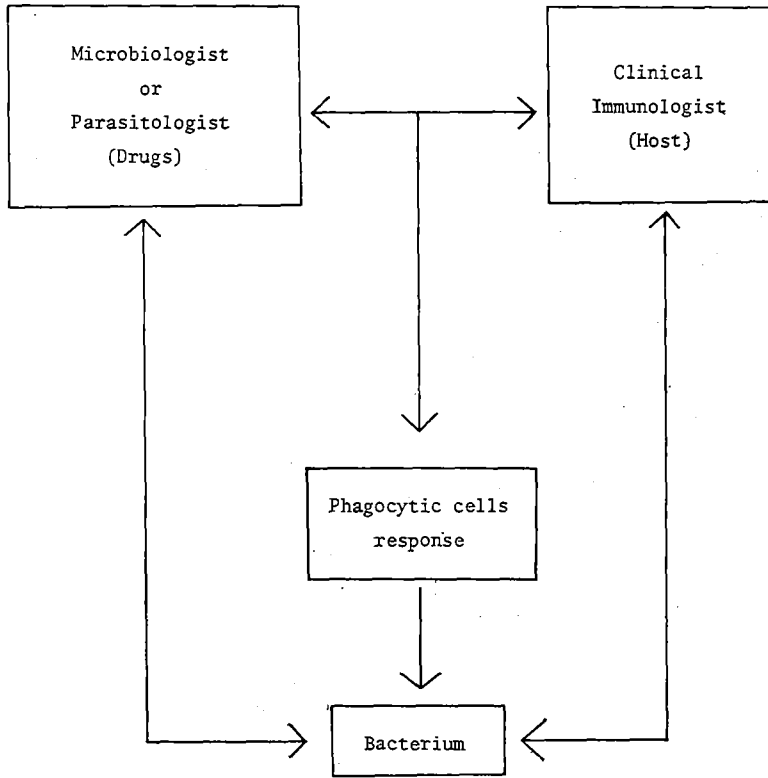 Microbiologist
or
Parasitologist
(Drugs)
Clinical
Immunologist
(Host)
Phagocytic cells
response
Bacterium